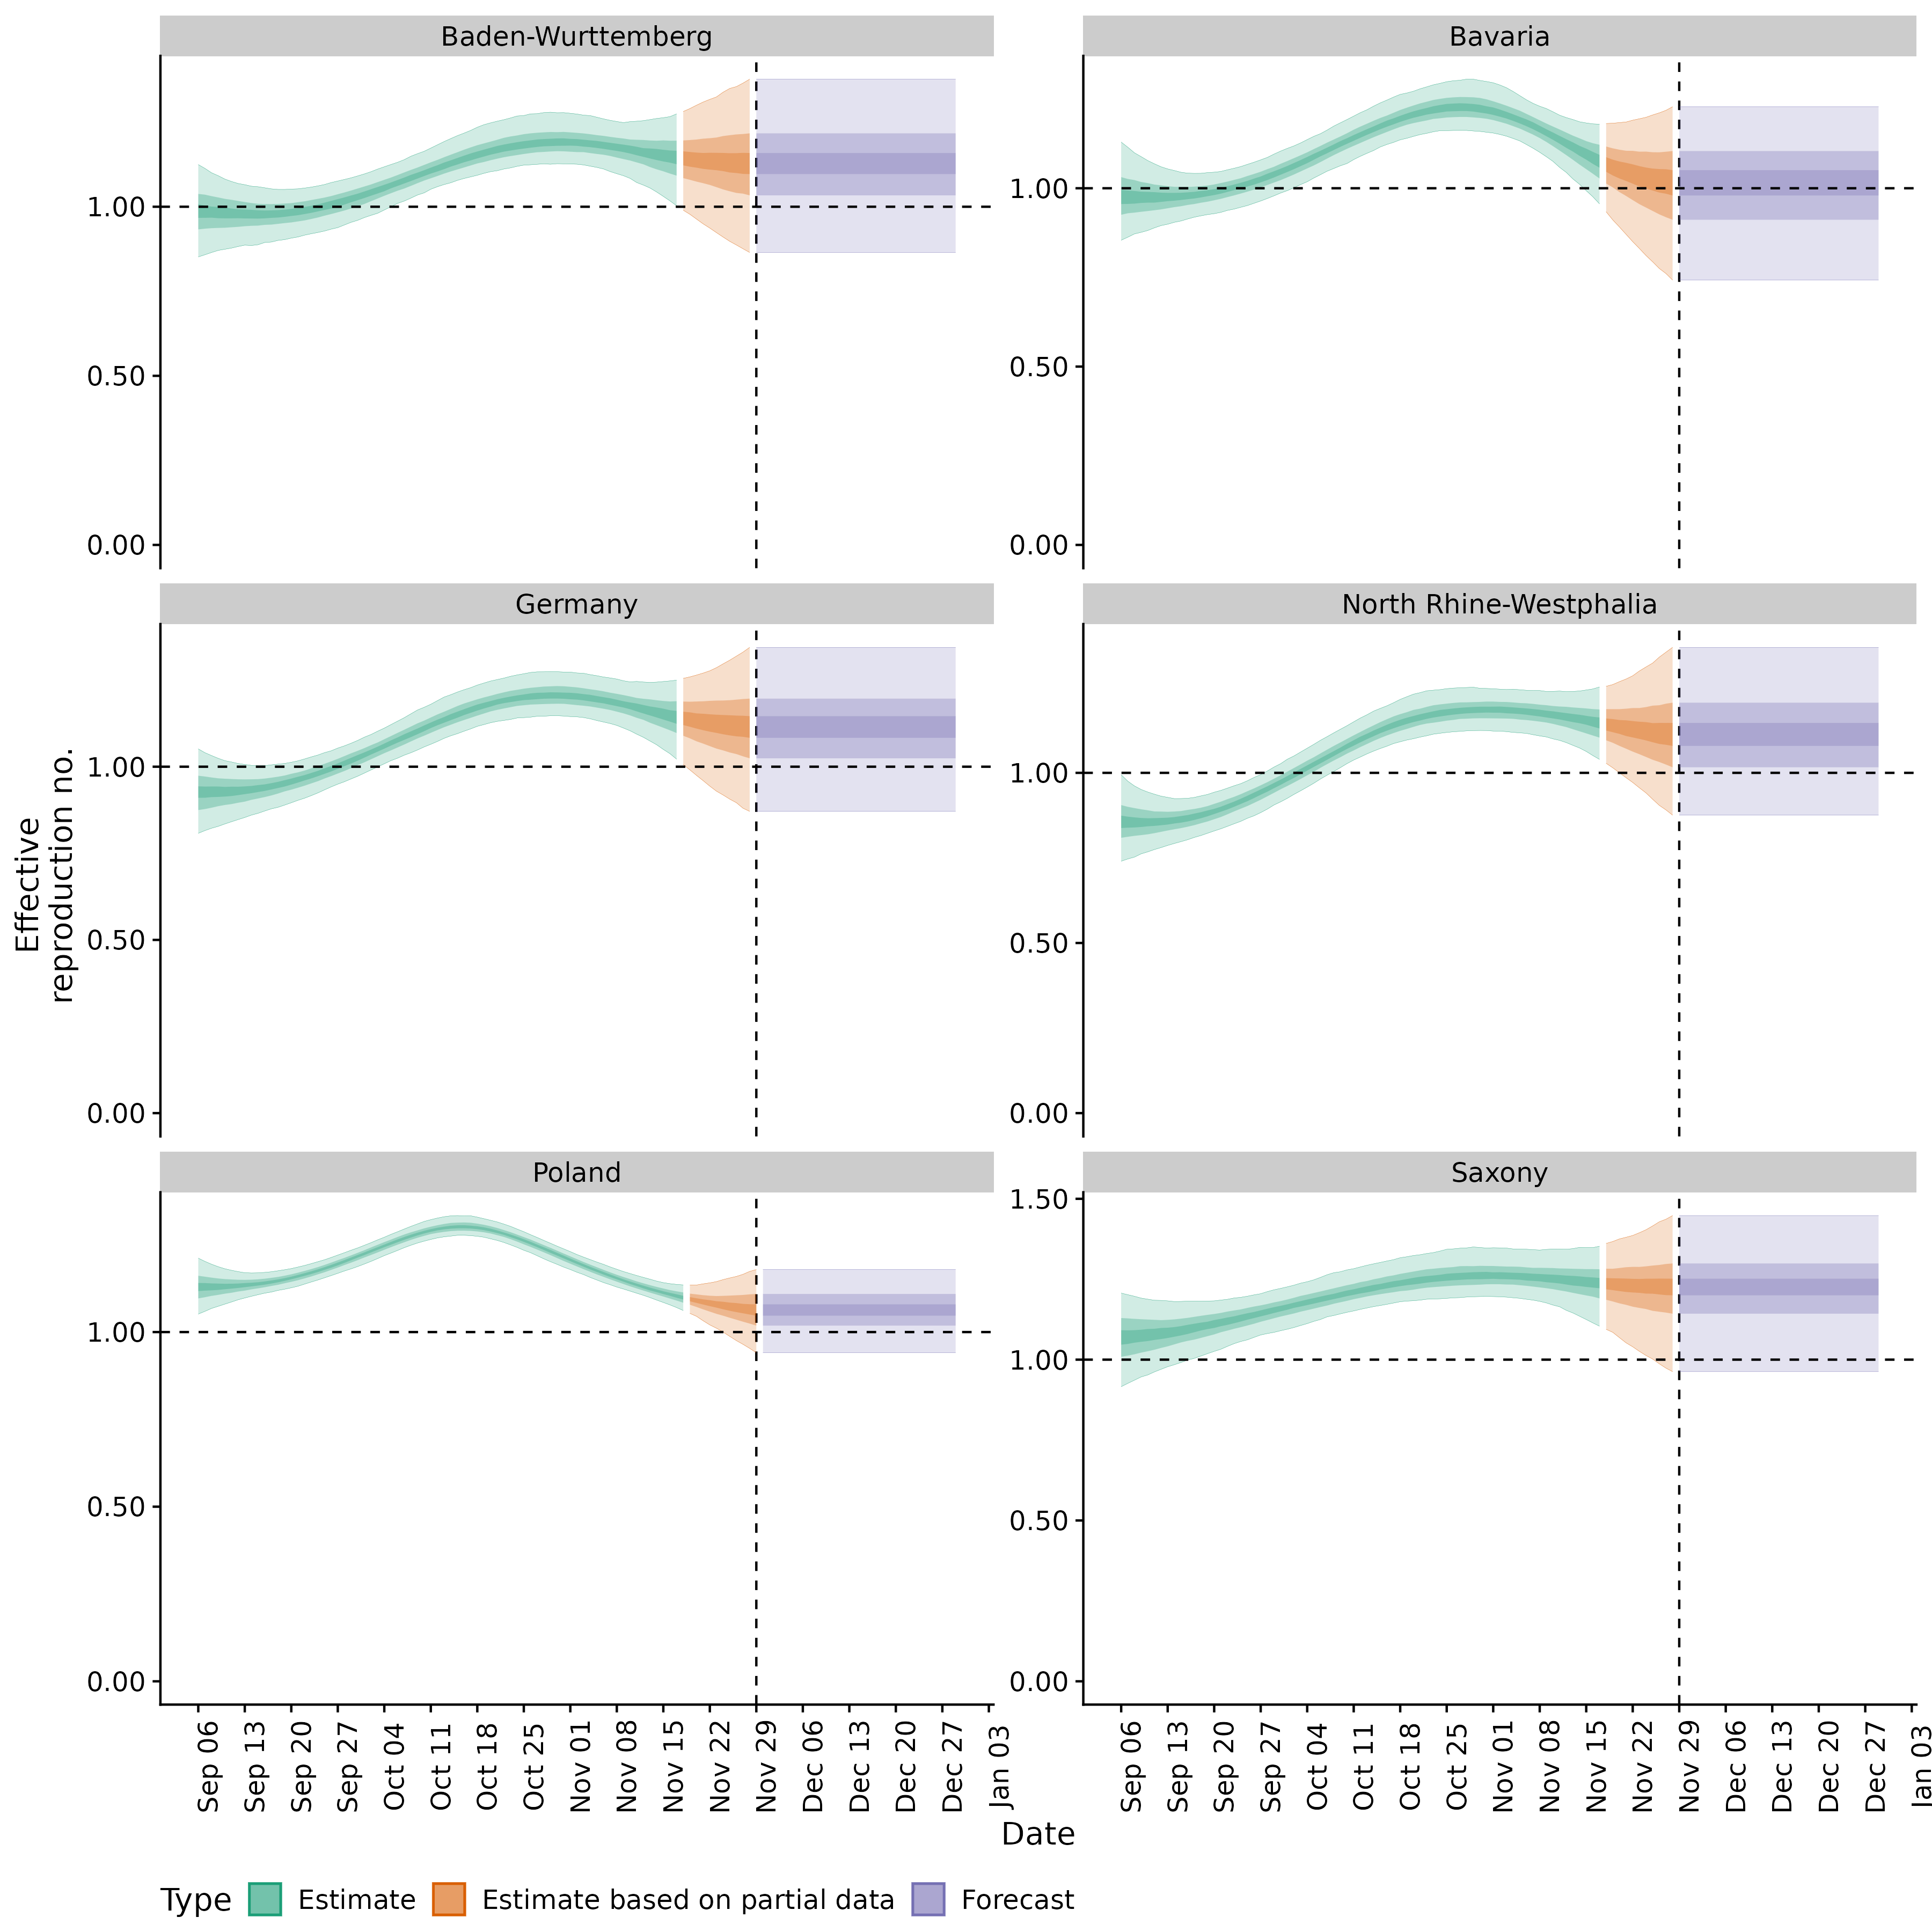 Baden-Wurttemberg
Bavaria
1.00
0.50
0.00
1.00
0.50
0.00
Germany
North Rhine-Westphalia
1.00
0.50
0.00
1.00
0.50
0.00
Effective
reproduction no.
Poland
Saxony
1.00
0.50
0.00
1.50
1.00
0.50
0.00
Sep 06
Sep 13
Sep 20
Sep 27
Oct 04
Oct 11
Oct 18
Oct 25
Nov 01
Nov 08
Nov 15
Nov 22
Nov 29
Dec 06
Dec 13
Dec 20
Dec 27
Jan 03
Sep 06
Sep 13
Sep 20
Sep 27
Oct 04
Oct 11
Oct 18
Oct 25
Nov 01
Nov 08
Nov 15
Nov 22
Nov 29
Dec 06
Dec 13
Dec 20
Dec 27
Jan 03
Date
Type Estimate Estimate based on partial data Forecast